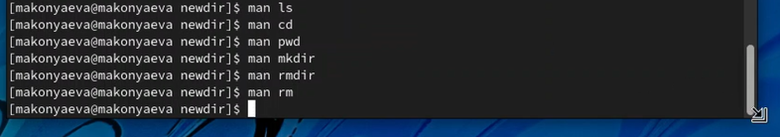 [makonyaeva@makonyaeva newdir]$ man ls
[makonyaeva@makonyaeva newdir]$ man cd
[makonyaeva@makonyaeva newdir]$ man pwd
[makonyaeva@makonyaeva newdir]$ man mkdir
[makonyaeva@makonyaeva newdir]$ man rmdir
[makonyaeva@makonyaeva newdir]$ man rm
[makonyaeva@makonyaeva newdir]$